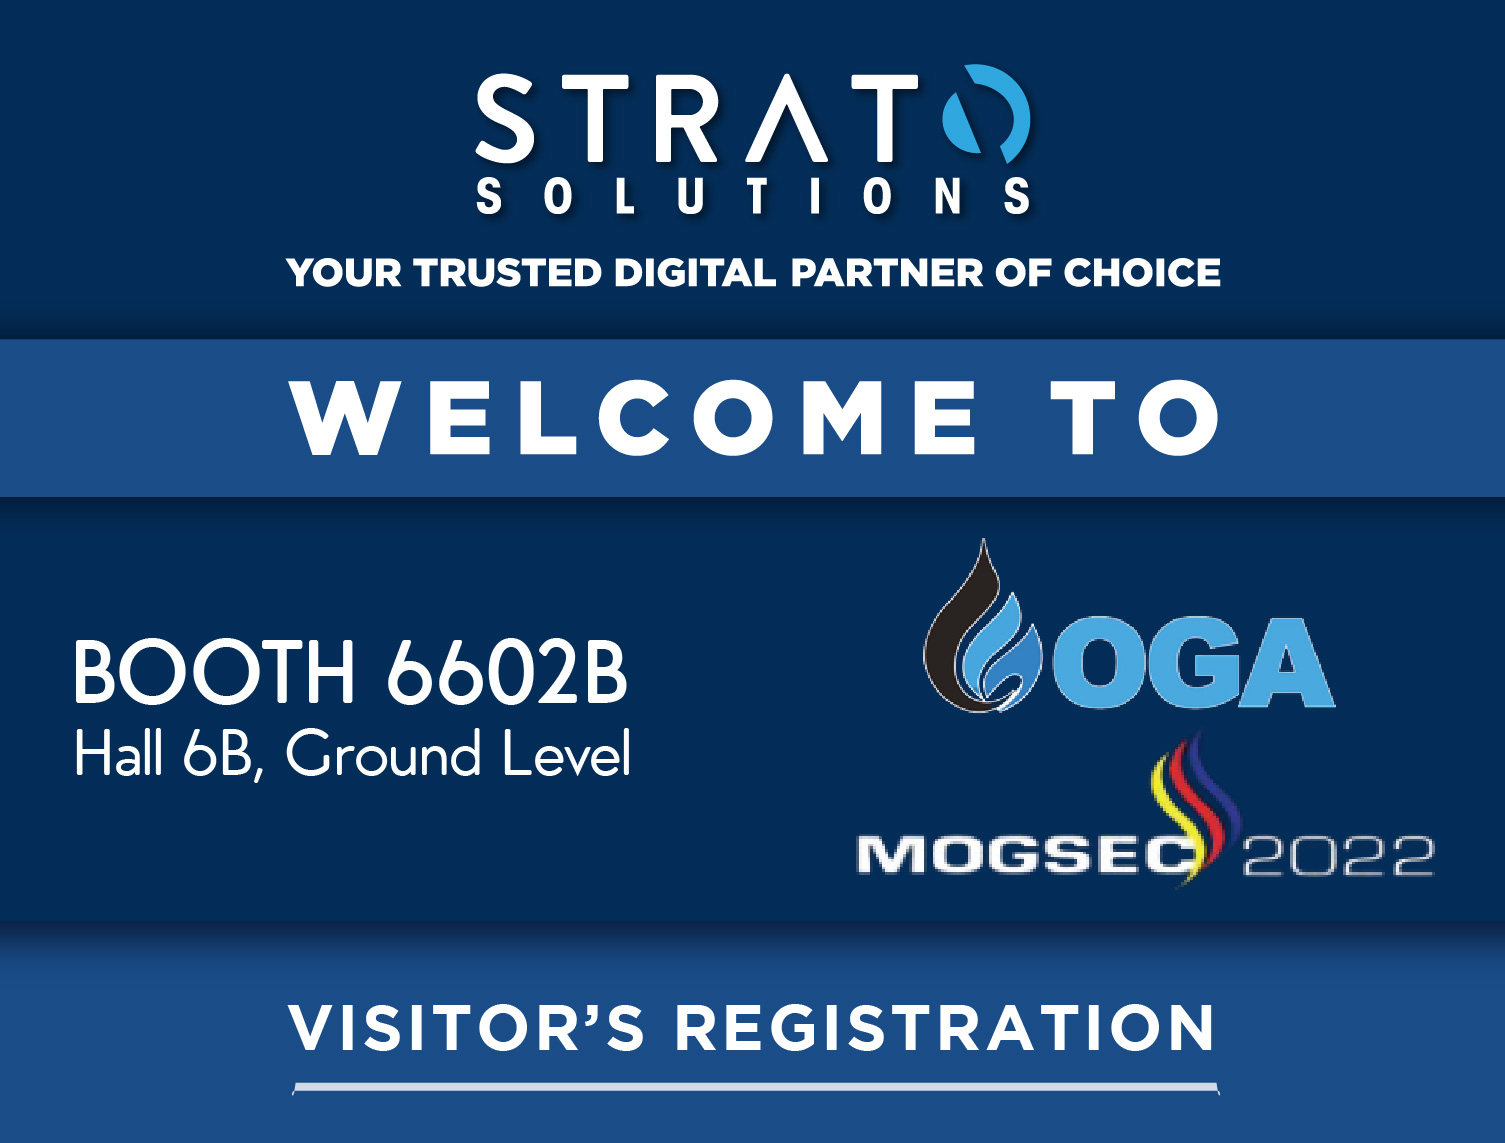 STRATO
SOLUTIONS
YOUR TRUSTED DIGITAL PARTNER OF CHOICE
WELCOME TO
BOOTH 6602B
Hall 6B, Ground Level
OGA
MOGSEC 2022
VISITOR’S REGISTRATION